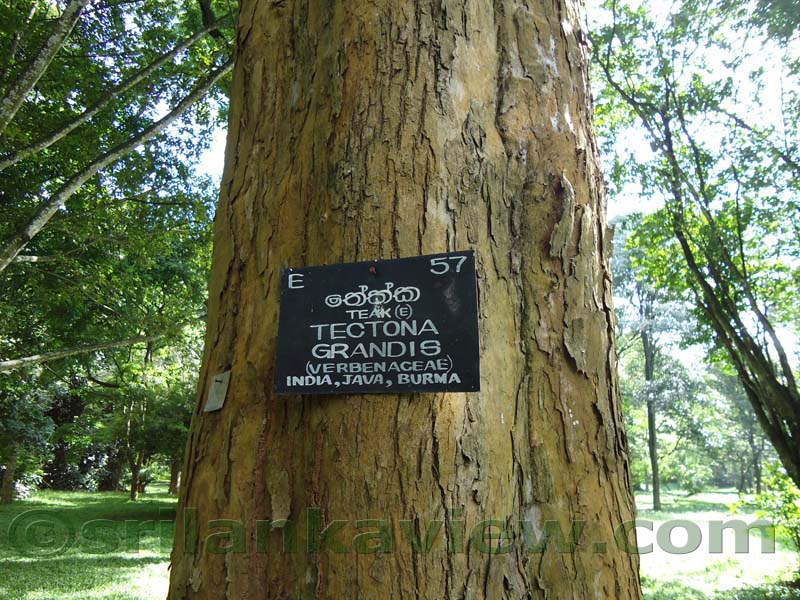 E 57
තේක්ක
TEAK (E)
TECTONA
GRANDIS
(VERBENACEAE)
INDIA, JAVA, BURMA
©srilankaview.com